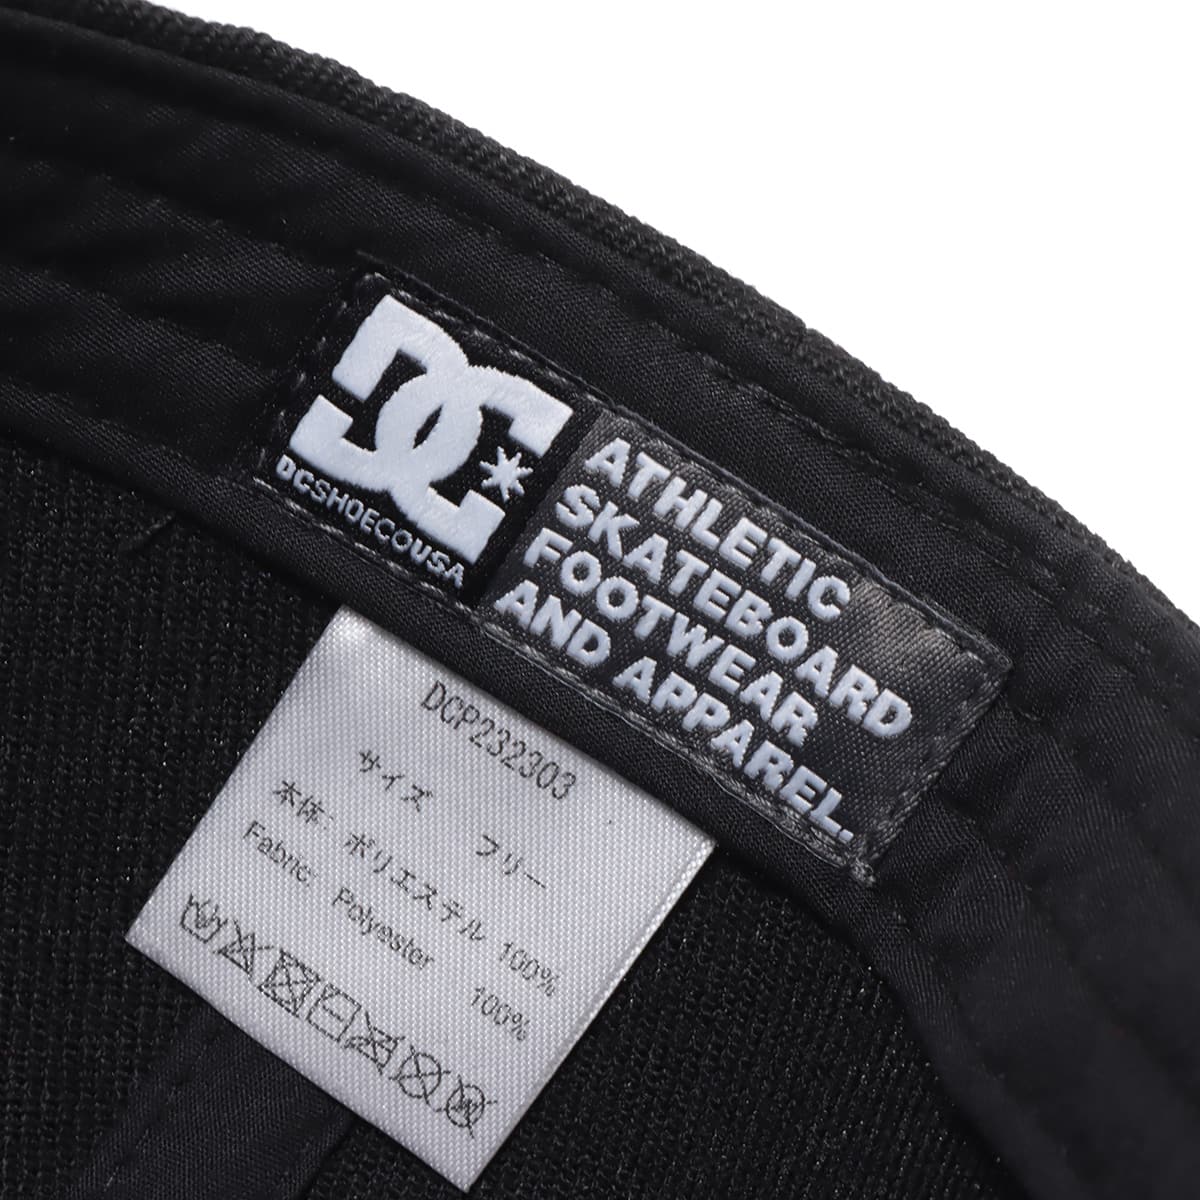 DC
DCSHOECOUSA
ATHLETIC
SKATEBOARD
FOOTWEAR
AND APPAREL.
DCP232303
サイズ フリー
本体: ポリエステル 100%
Fabric: Polyester 100%